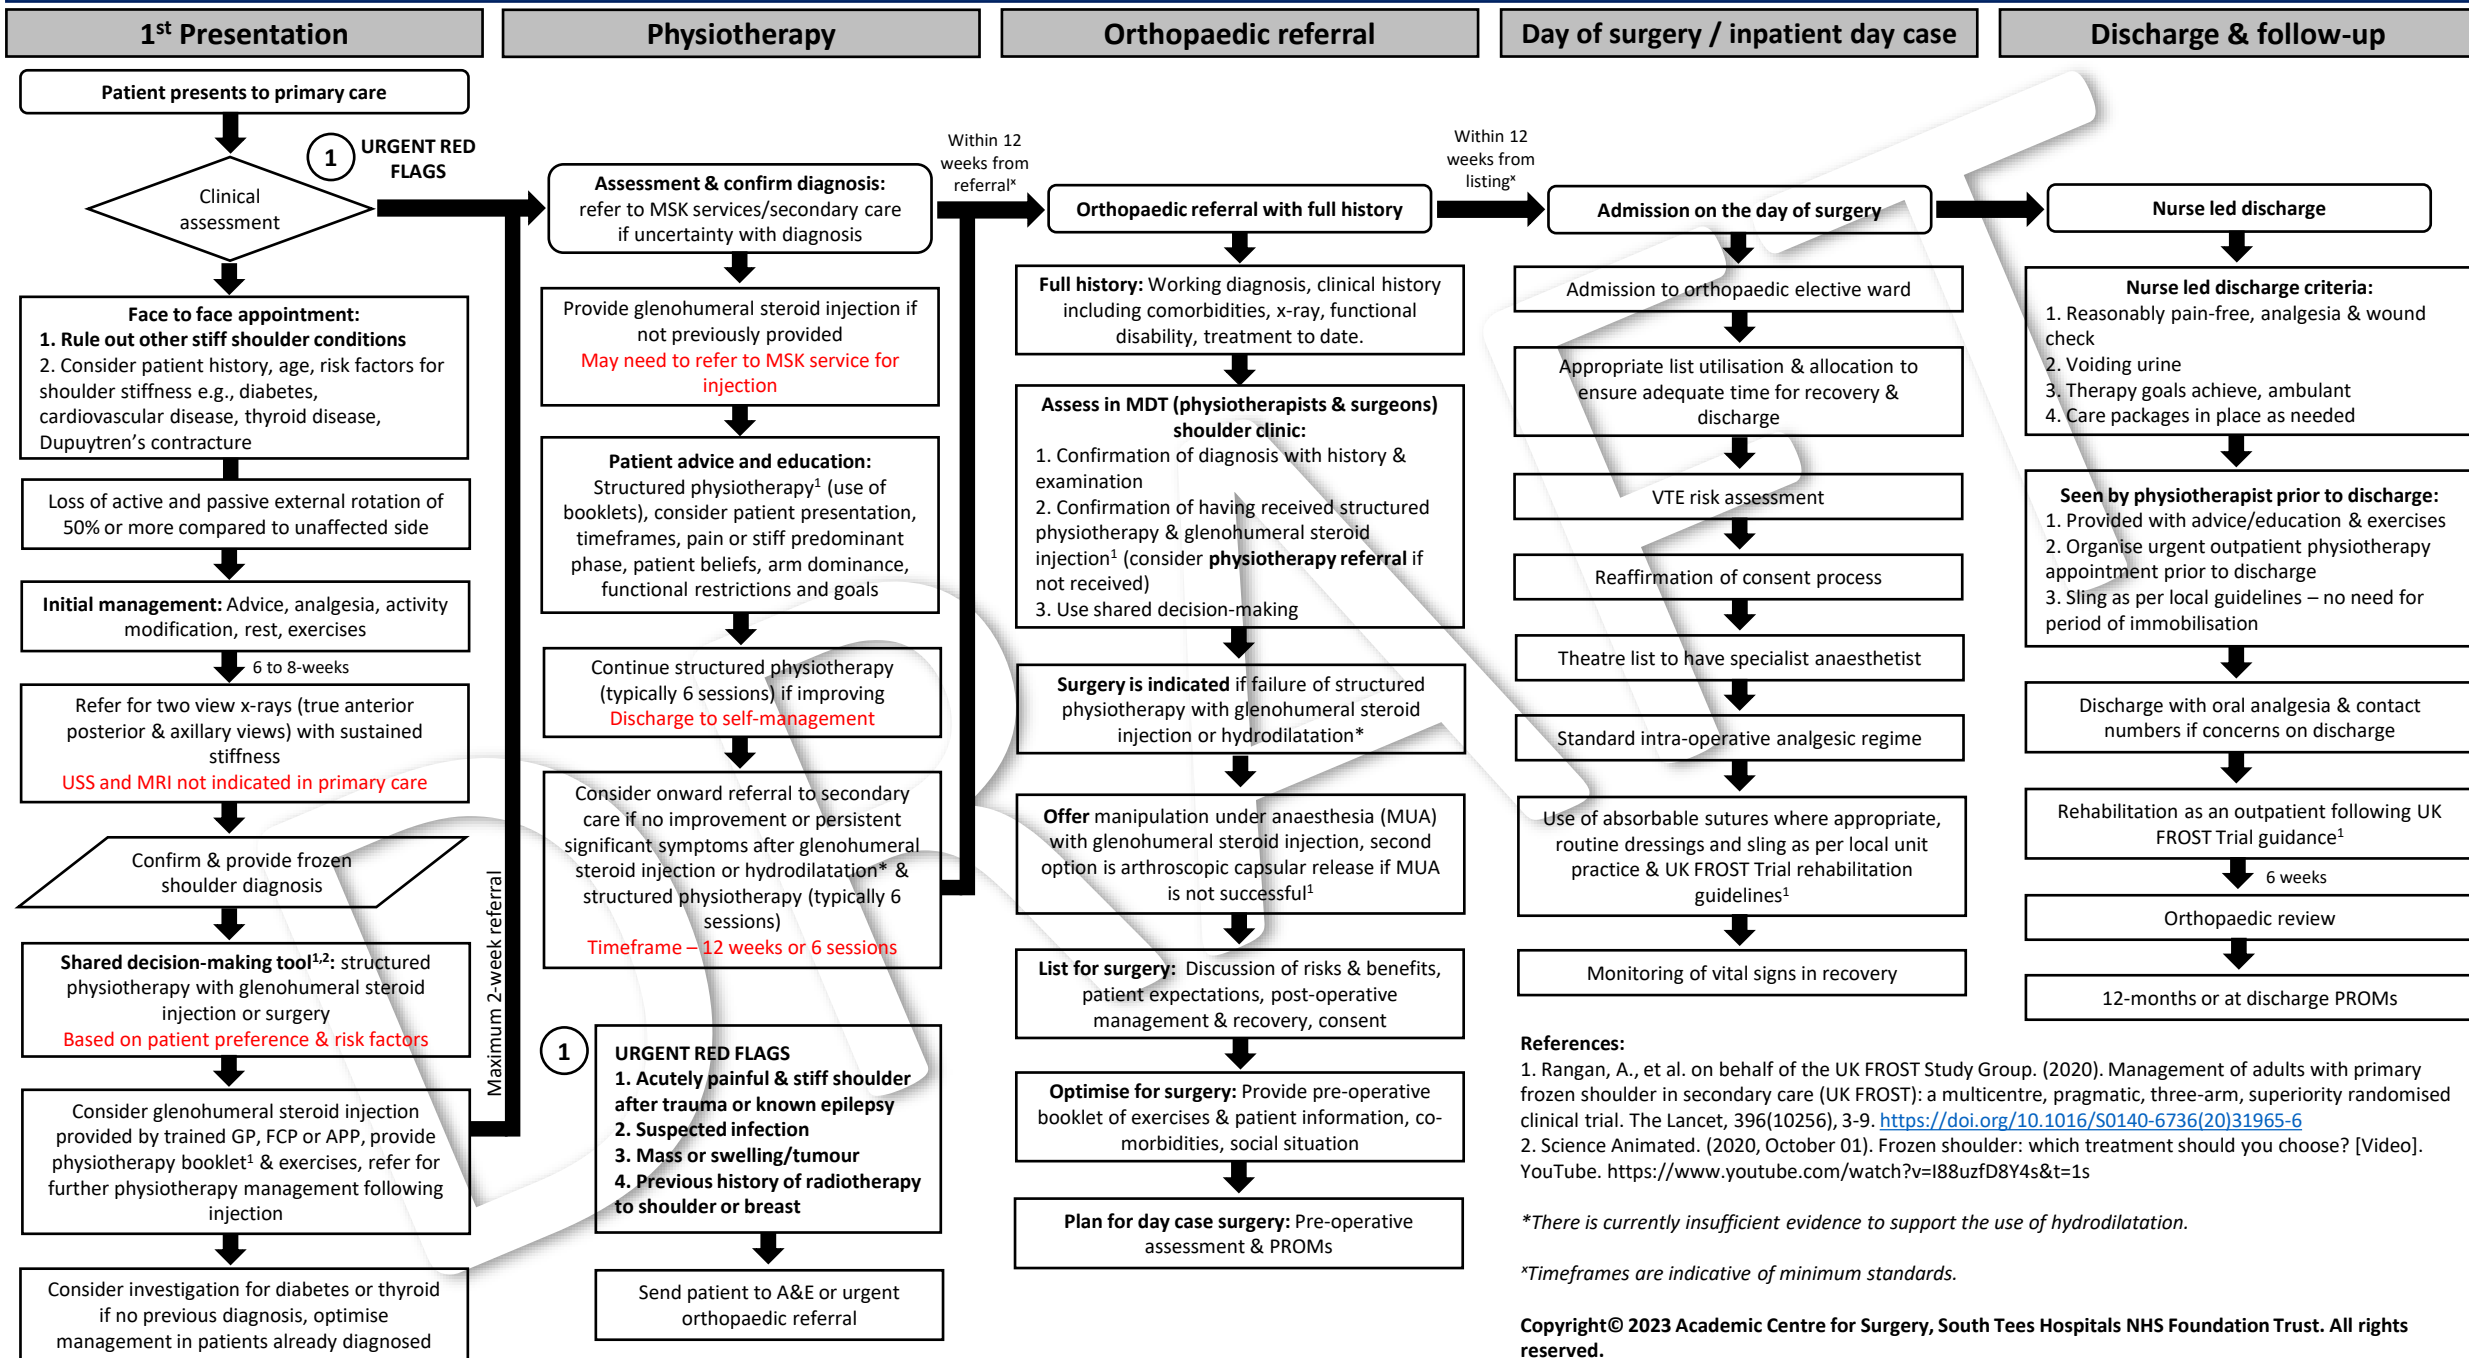 1st Presentation
Patient presents to primary care
1
URGENT RED
FLAGS
Clinical
assessment
Face to face appointment:
1. Rule out other stiff shoulder conditions
2. Consider patient history, age, risk factors for
shoulder stiffness e.g., diabetes,
cardiovascular disease, thyroid disease,
Dupuytren's contracture
Loss of active and passive external rotation of
50% or more compared to unaffected side
Initial management: Advice, analgesia, activity
modification, rest, exercises
6 to 8-weeks
Refer for two view x-rays (true anterior
posterior & axillary views) with sustained
stiffness
USS and MRI not indicated in primary care
Confirm & provide frozen
shoulder diagnosis
Shared decision-making tool1,2: structured
physiotherapy with glenohumeral steroid
injection or surgery
Based on patient preference & risk factors
Consider glenohumeral steroid injection
provided by trained GP, FCP or APP, provide
physiotherapy booklet1 & exercises, refer for
further physiotherapy management following
injection
Consider investigation for diabetes or thyroid
if no previous diagnosis, optimise
management in patients already diagnosed
Maximum 2-week referral
Physiotherapy
Assessment & confirm diagnosis:
refer to MSK services/secondary care
if uncertainty with diagnosis
Provide glenohumeral steroid injection if
not previously provided
May need to refer to MSK service for
injection
Patient advice and education:
Structured physiotherapy1 (use of
booklets), consider patient presentation,
timeframes, pain or stiff predominant
phase, patient beliefs, arm dominance,
functional restrictions and goals
Continue structured physiotherapy
(typically 6 sessions) if improving
Discharge to self-management
Consider onward referral to secondary
care if no improvement or persistent
significant symptoms after glenohumeral
steroid injection or hydrodilatation* &
structured physiotherapy (typically 6
sessions)
Timeframe – 12 weeks or 6 sessions
1
URGENT RED FLAGS
1. Acutely painful & stiff shoulder
after trauma or known epilepsy
2. Suspected infection
3. Mass or swelling/tumour
4. Previous history of radiotherapy
to shoulder or breast
Send patient to A&E or urgent
orthopaedic referral
Within 12
weeks from
referralx
Orthopaedic referral
Orthopaedic referral with full history
Full history: Working diagnosis, clinical history
including comorbidities, x-ray, functional
disability, treatment to date.
Assess in MDT (physiotherapists & surgeons)
shoulder clinic:
1. Confirmation of diagnosis with history &
examination
2. Confirmation of having received structured
physiotherapy & glenohumeral steroid
injection1 (consider physiotherapy referral if
not received)
3. Use shared decision-making
Surgery is indicated if failure of structured
physiotherapy with glenohumeral steroid
injection or hydrodilatation*
Offer manipulation under anaesthesia (MUA)
with glenohumeral steroid injection, second
option is arthroscopic capsular release if MUA
is not successful1
List for surgery: Discussion of risks & benefits,
patient expectations, post-operative
management & recovery, consent
Optimise for surgery: Provide pre-operative
booklet of exercises & patient information, co-
morbidities, social situation
Plan for day case surgery: Pre-operative
assessment & PROMs
Within 12
weeks from
listingx
Day of surgery / inpatient day case
Admission on the day of surgery
Admission to orthopaedic elective ward
Appropriate list utilisation & allocation to
ensure adequate time for recovery &
discharge
VTE risk assessment
Reaffirmation of consent process
Theatre list to have specialist anaesthetist
Standard intra-operative analgesic regime
Use of absorbable sutures where appropriate,
routine dressings and sling as per local unit
practice & UK FROST Trial rehabilitation
guidelines1
Monitoring of vital signs in recovery
Discharge & follow-up
Nurse led discharge
Nurse led discharge criteria:
1. Reasonably pain-free, analgesia & wound
check
2. Voiding urine
3. Therapy goals achieve, ambulant
4. Care packages in place as needed
Seen by physiotherapist prior to discharge:
1. Provided with advice/education & exercises
2. Organise urgent outpatient physiotherapy
appointment prior to discharge
3. Sling as per local guidelines – no need for
period of immobilisation
Discharge with oral analgesia & contact
numbers if concerns on discharge
Rehabilitation as an outpatient following UK
FROST Trial guidance1
6 weeks
Orthopaedic review
12-months or at discharge PROMs
References:
1. Rangan, A., et al. on behalf of the UK FROST Study Group. (2020). Management of adults with primary
frozen shoulder in secondary care (UK FROST): a multicentre, pragmatic, three-arm, superiority randomised
clinical trial. The Lancet, 396(10256), 3-9. https://doi.org/10.1016/S0140-6736(20)31965-6
2. Science Animated. (2020, October 01). Frozen shoulder: which treatment should you choose? [Video].
YouTube. https://www.youtube.com/watch?v=I88uzfD8Y4s&t=1s
*There is currently insufficient evidence to support the use of hydrodilatation.
xTimeframes are indicative of minimum standards.
Copyright© 2023 Academic Centre for Surgery, South Tees Hospitals NHS Foundation Trust. All rights
reserved.
DRAFT